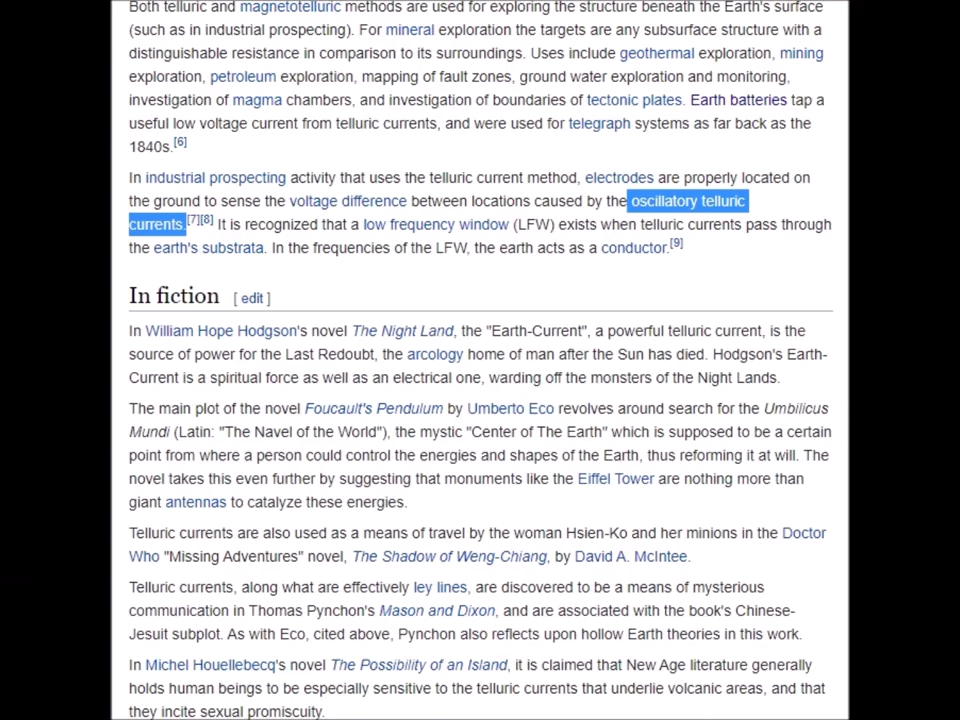 Both telluric and magnetotelluric methods are used for exploring the structure beneath the Earth's surface
(such as in industrial prospecting). For mineral exploration the targets are any subsurface structure with a
distinguishable resistance in comparison to its surroundings. Uses include geothermal exploration, mining
exploration, petroleum exploration, mapping of fault zones, ground water exploration and monitoring,
investigation of magma chambers, and investigation of boundaries of tectonic plates. Earth batteries tap a
useful low voltage current from telluric currents, and were used for telegraph systems as far back as the
1840s.[6]
In industrial prospecting activity that uses the telluric current method, electrodes are properly located on
the ground to sense the voltage difference between locations caused by the oscillatory telluric
currents.[7][8] It is recognized that a low frequency window (LFW) exists when telluric currents pass through
the earth's substrata. In the frequencies of the LFW, the earth acts as a conductor.[9]
In fiction [ edit ]
In William Hope Hodgson's novel The Night Land, the "Earth-Current", a powerful telluric current, is the
source of power for the Last Redoubt, the arcology home of man after the Sun has died. Hodgson's Earth-
Current is a spiritual force as well as an electrical one, warding off the monsters of the Night Lands.
The main plot of the novel Foucault's Pendulum by Umberto Eco revolves around search for the Umbilicus
Mundi (Latin: "The Navel of the World"), the mystic "Center of The Earth" which is supposed to be a certain
point from where a person could control the energies and shapes of the Earth, thus reforming it at will. The
novel takes this even further by suggesting that monuments like the Eiffel Tower are nothing more than
giant antennas to catalyze these energies.
Telluric currents are also used as a means of travel by the woman Hsien-Ko and her minions in the Doctor
Who "Missing Adventures" novel, The Shadow of Weng-Chiang, by David A. McIntee.
Telluric currents, along what are effectively ley lines, are discovered to be a means of mysterious
communication in Thomas Pynchon's Mason and Dixon, and are associated with the book's Chinese-
Jesuit subplot. As with Eco, cited above, Pynchon also reflects upon hollow Earth theories in this work.
In Michel Houellebecq's novel The Possibility of an Island, it is claimed that New Age literature generally
holds human beings to be especially sensitive to the telluric currents that underlie volcanic areas, and that
they incite sexual promiscuity.